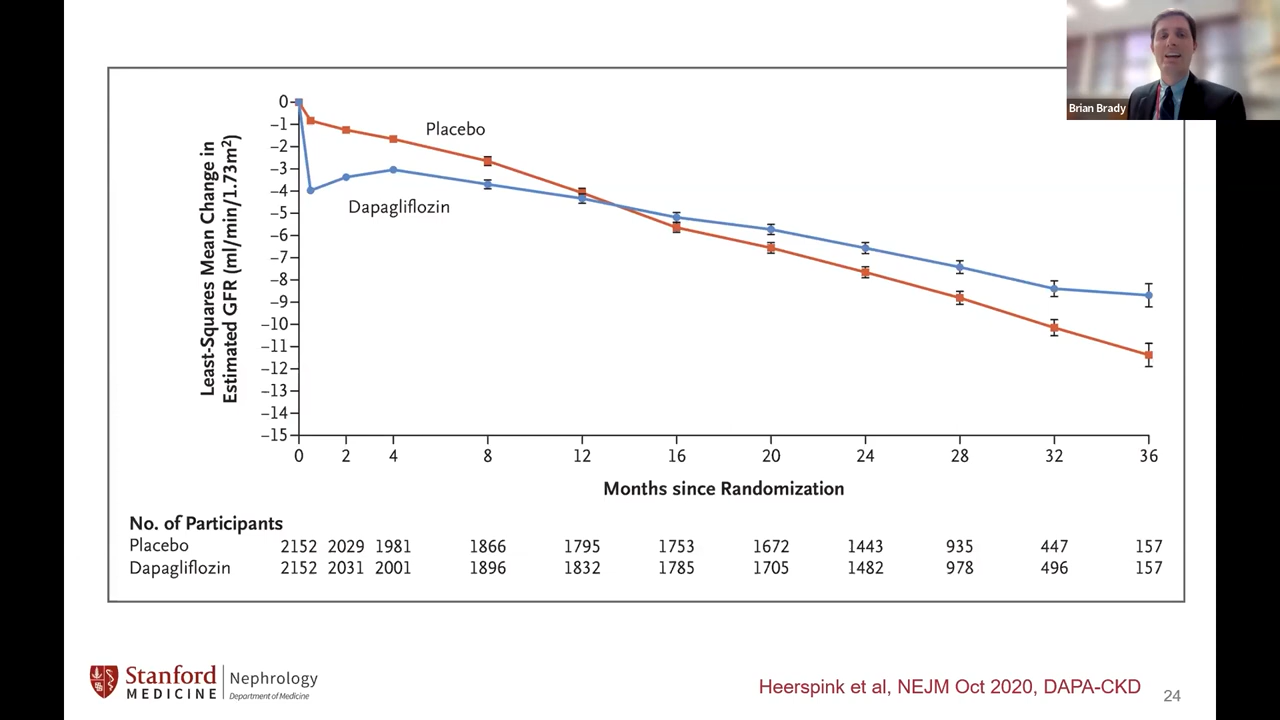 Brian Brady
Least-Squares Mean Change in
Estimated GFR (ml/min/1.73m²)
0
−1
−2
−3
−4
−5
−6
−7
−8
−9
−10
−11
−12
−13
−14
−15
Placebo
Dapagliflozin
0 2 4 8 12 16 20 24 28 32 36
Months since Randomization
No. of Participants
Placebo 2152 2029 1981 1866 1795 1753 1672 1443 935 447 157
Dapagliflozin 2152 2031 2001 1896 1832 1785 1705 1482 978 496 157
Stanford
MEDICINE
Nephrology
Department of Medicine
Heerspink et al, NEJM Oct 2020, DAPA-CKD
24